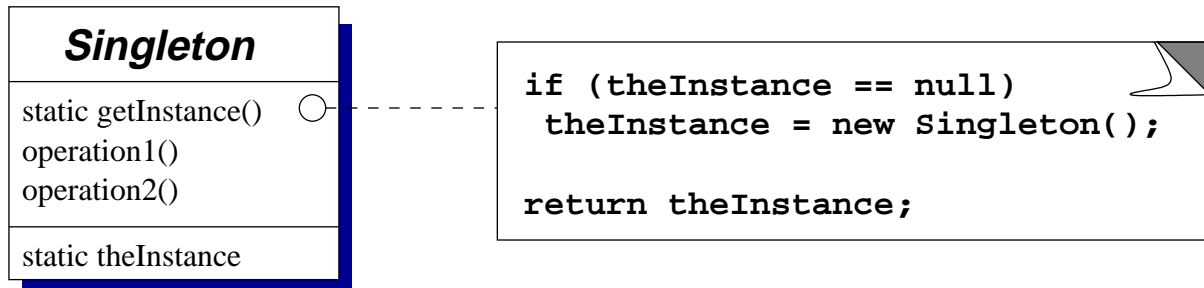 Singleton
static getInstance()
operation1()
operation2()
static theInstance
if (theInstance == null)
theInstance = new Singleton();
return theInstance;